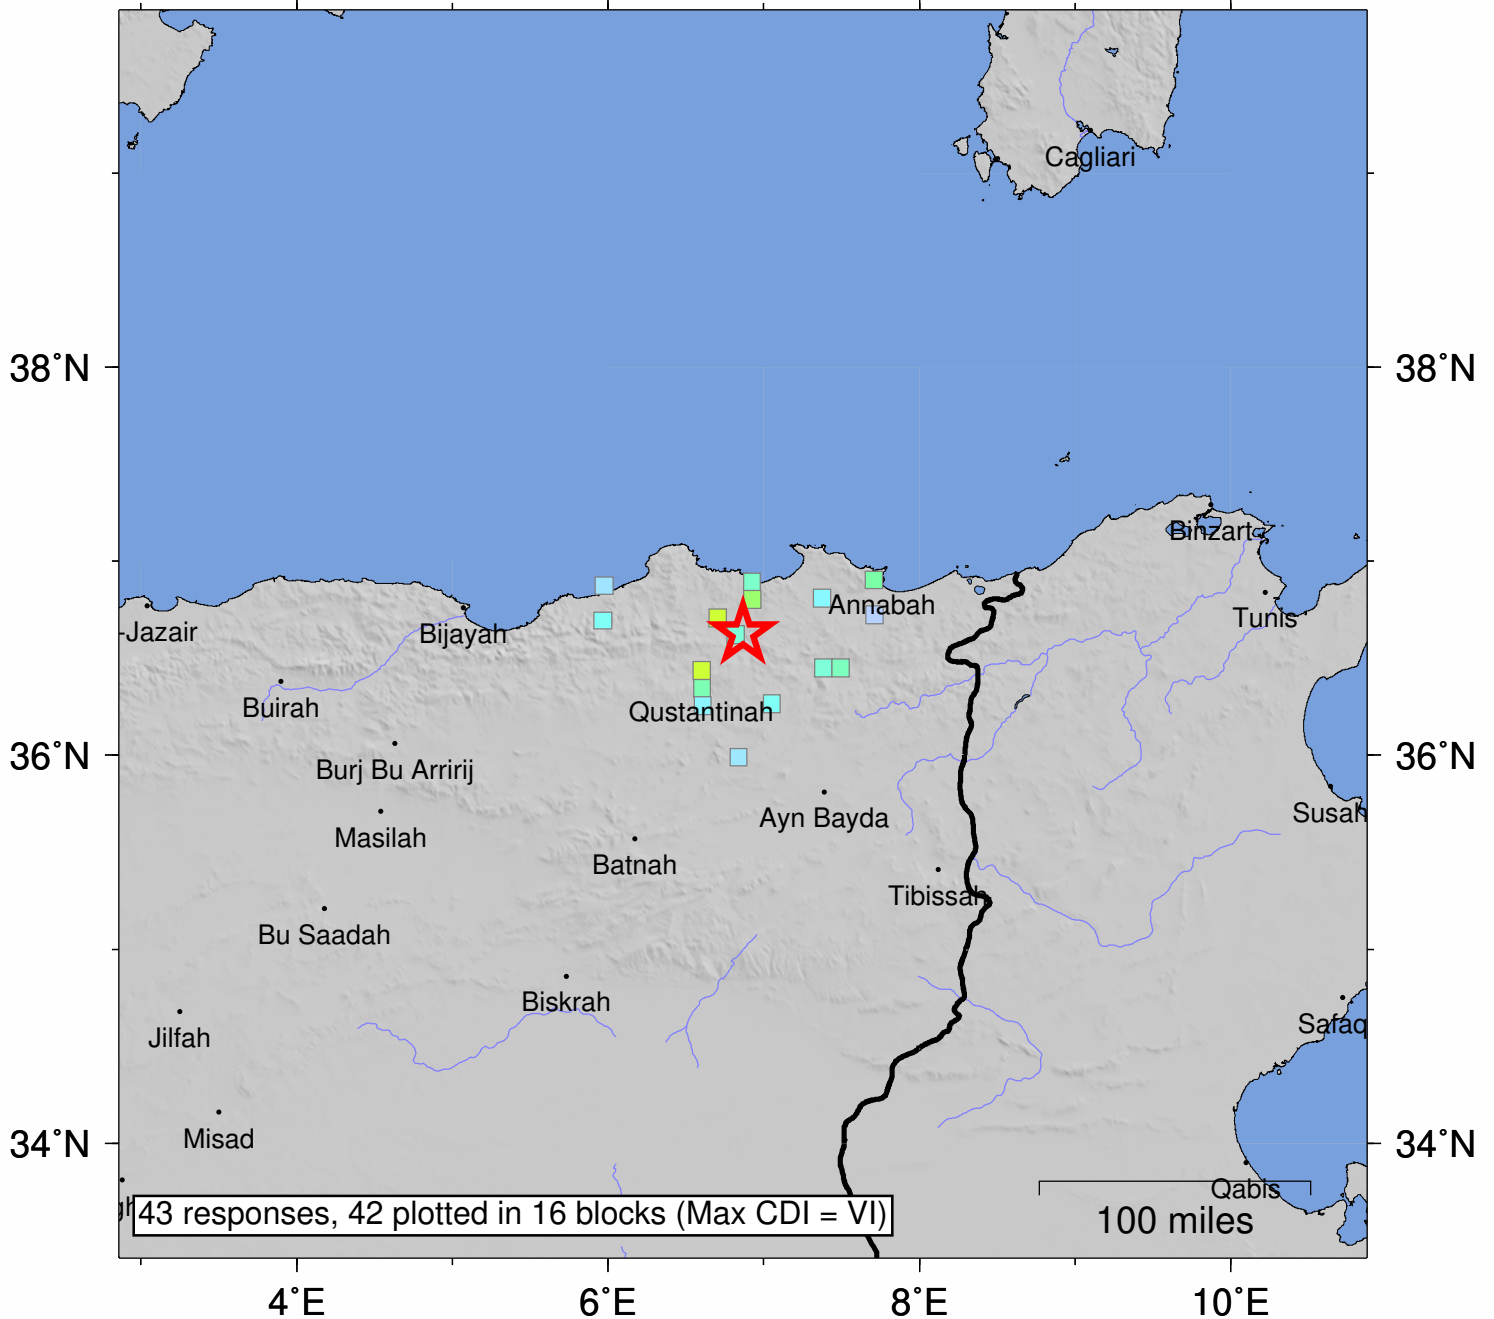 Cagliari
38°N
38°N
Binzart
Annabah
Tunis
-Jazair
Bijayah
Buirah
Qustantinah
36°N
36°N
Burj Bu Arririj
Susah
Ayn Bayda
Masilah
Batnah
Tibissah
Bu Saadah
Biskrah
Safaq
Jilfah
34°N
34°N
Misad
Qabis
43 responses, 42 plotted in 16 blocks (Max CDI = VI)
100 miles
4°E
6°E
8°E
10°E